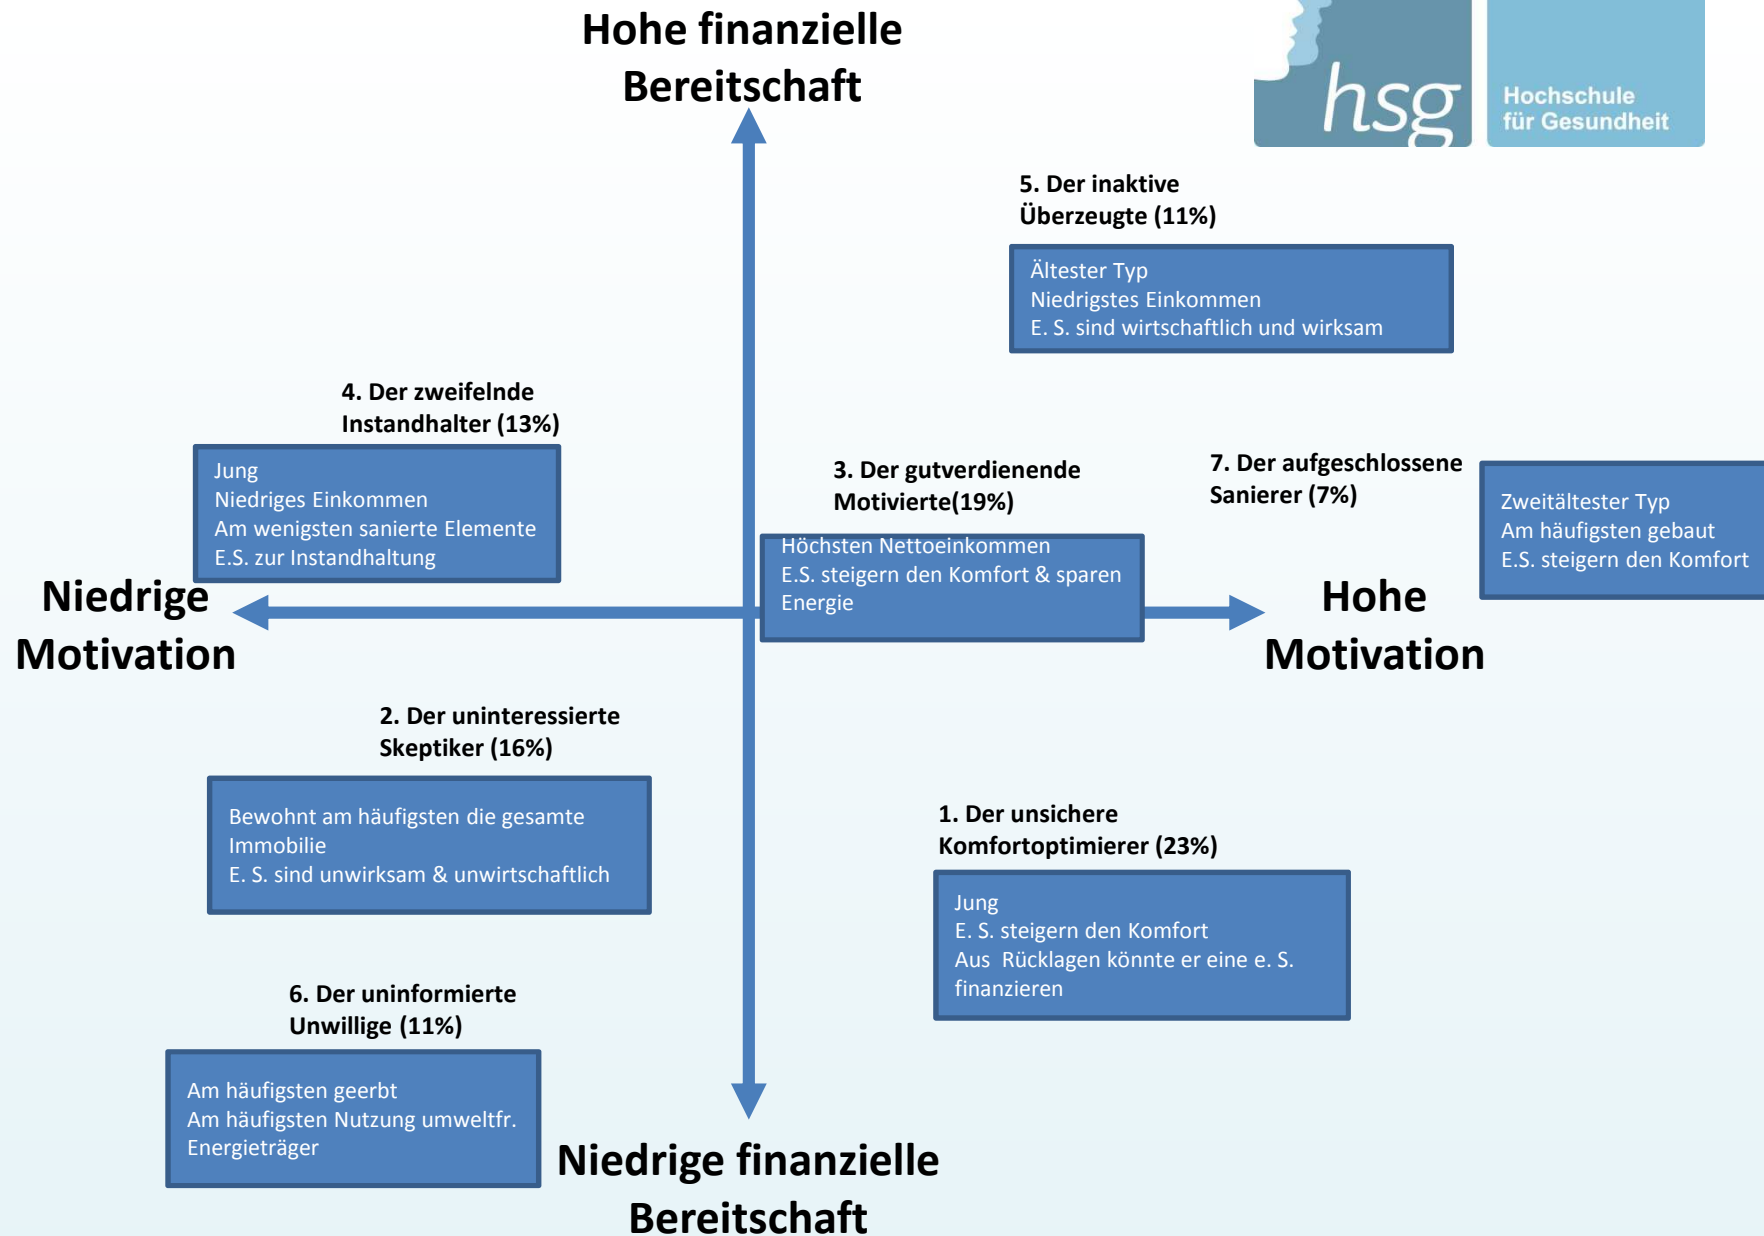 Hohe finanzielle
Bereitschaft
hsg
Hochschule
für Gesundheit
5. Der inaktive
Überzeugte (11%)
Ältester Typ
Niedrigstes Einkommen
E. S. sind wirtschaftlich und wirksam
4. Der zweifelnde
Instandhalter (13%)
Jung
Niedriges Einkommen
Am wenigsten sanierte Elemente
E.S. zur Instandhaltung
3. Der gutverdienende
Motivierte(19%)
Höchsten Nettoeinkommen
E.S. steigern den Komfort & sparen
Energie
7. Der aufgeschlossene
Sanierer (7%)
Zweitältester Typ
Am häufigsten gebaut
E.S. steigern den Komfort
Niedrige
Motivation
Hohe
Motivation
2. Der uninteressierte
Skeptiker (16%)
Bewohnt am häufigsten die gesamte
Immobilie
E. S. sind unwirksam & unwirtschaftlich
1. Der unsichere
Komfortoptimierer (23%)
Jung
E. S. steigern den Komfort
Aus  Rücklagen könnte er eine e. S.
finanzieren
6. Der uninformierte
Unwillige (11%)
Am häufigsten geerbt
Am häufigsten Nutzung umweltfr.
Energieträger
Niedrige finanzielle
Bereitschaft